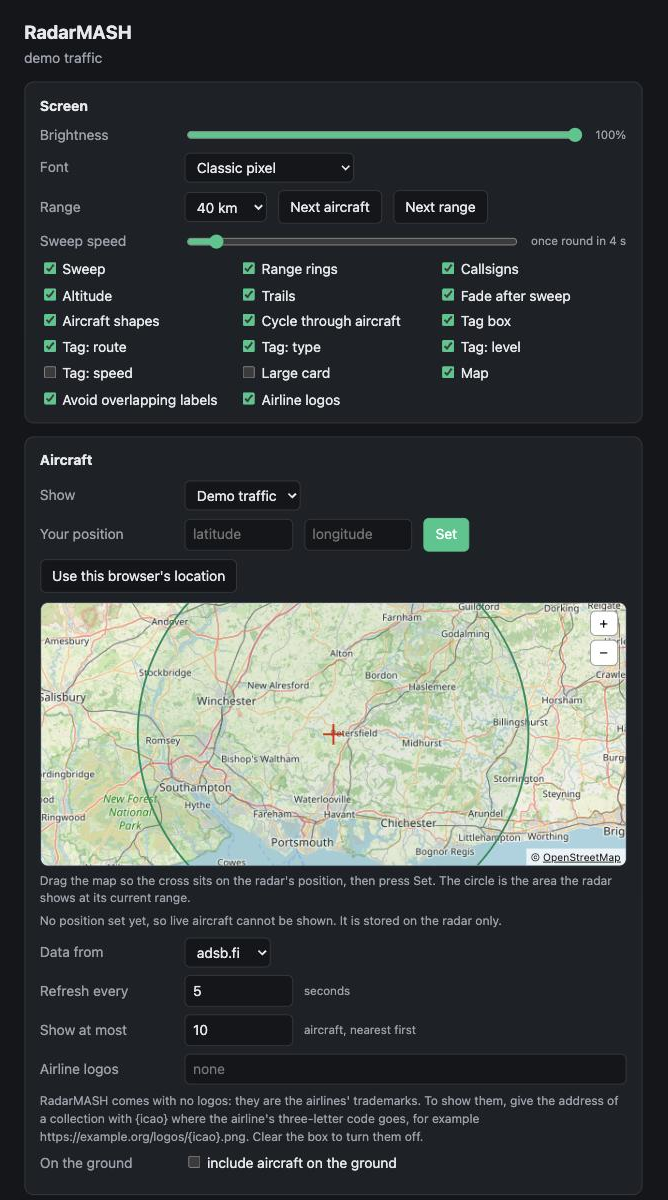 RadarMASH
demo traffic
Screen
Brightness 100%
Font Classic pixel
Range 40 km Next aircraft Next range
Sweep speed once round in 4 s
Sweep Range rings Callsigns
Altitude Trails Fade after sweep
Aircraft shapes Cycle through aircraft Tag box
Tag: route Tag: type Tag: level
Tag: speed Large card Map
Avoid overlapping labels Airline logos
Aircraft
Show Demo traffic
Your position latitude longitude Set
Use this browser's location
Guildford Dorking Reigate
Andover Farnham +
Amesbury Godalming
Alton −
Stockbridge Bordon
New Alresford Haslemere
Salisbury Winchester Horsham
Billingshurst
Romsey Petersfield Midhurst
Bishop's Waltham
Storrington
Southampton Steyning
New Forest National Park Hythe Waterlooville
Ringwood Fareham Havant Chichester Arundel
Portsmouth Littlehampton Worthing
Bognor Regis
Cowes © OpenStreetMap
Drag the map so the cross sits on the radar's position, then press Set. The circle is the area the radar
shows at its current range.
No position set yet, so live aircraft cannot be shown. It is stored on the radar only.
Data from adsb.fi
Refresh every 5 seconds
Show at most 10 aircraft, nearest first
Airline logos none
RadarMASH comes with no logos: they are the airlines' trademarks. To show them, give the address of
a collection with {icao} where the airline's three-letter code goes, for example
https://example.org/logos/{icao}.png. Clear the box to turn them off.
On the ground include aircraft on the ground